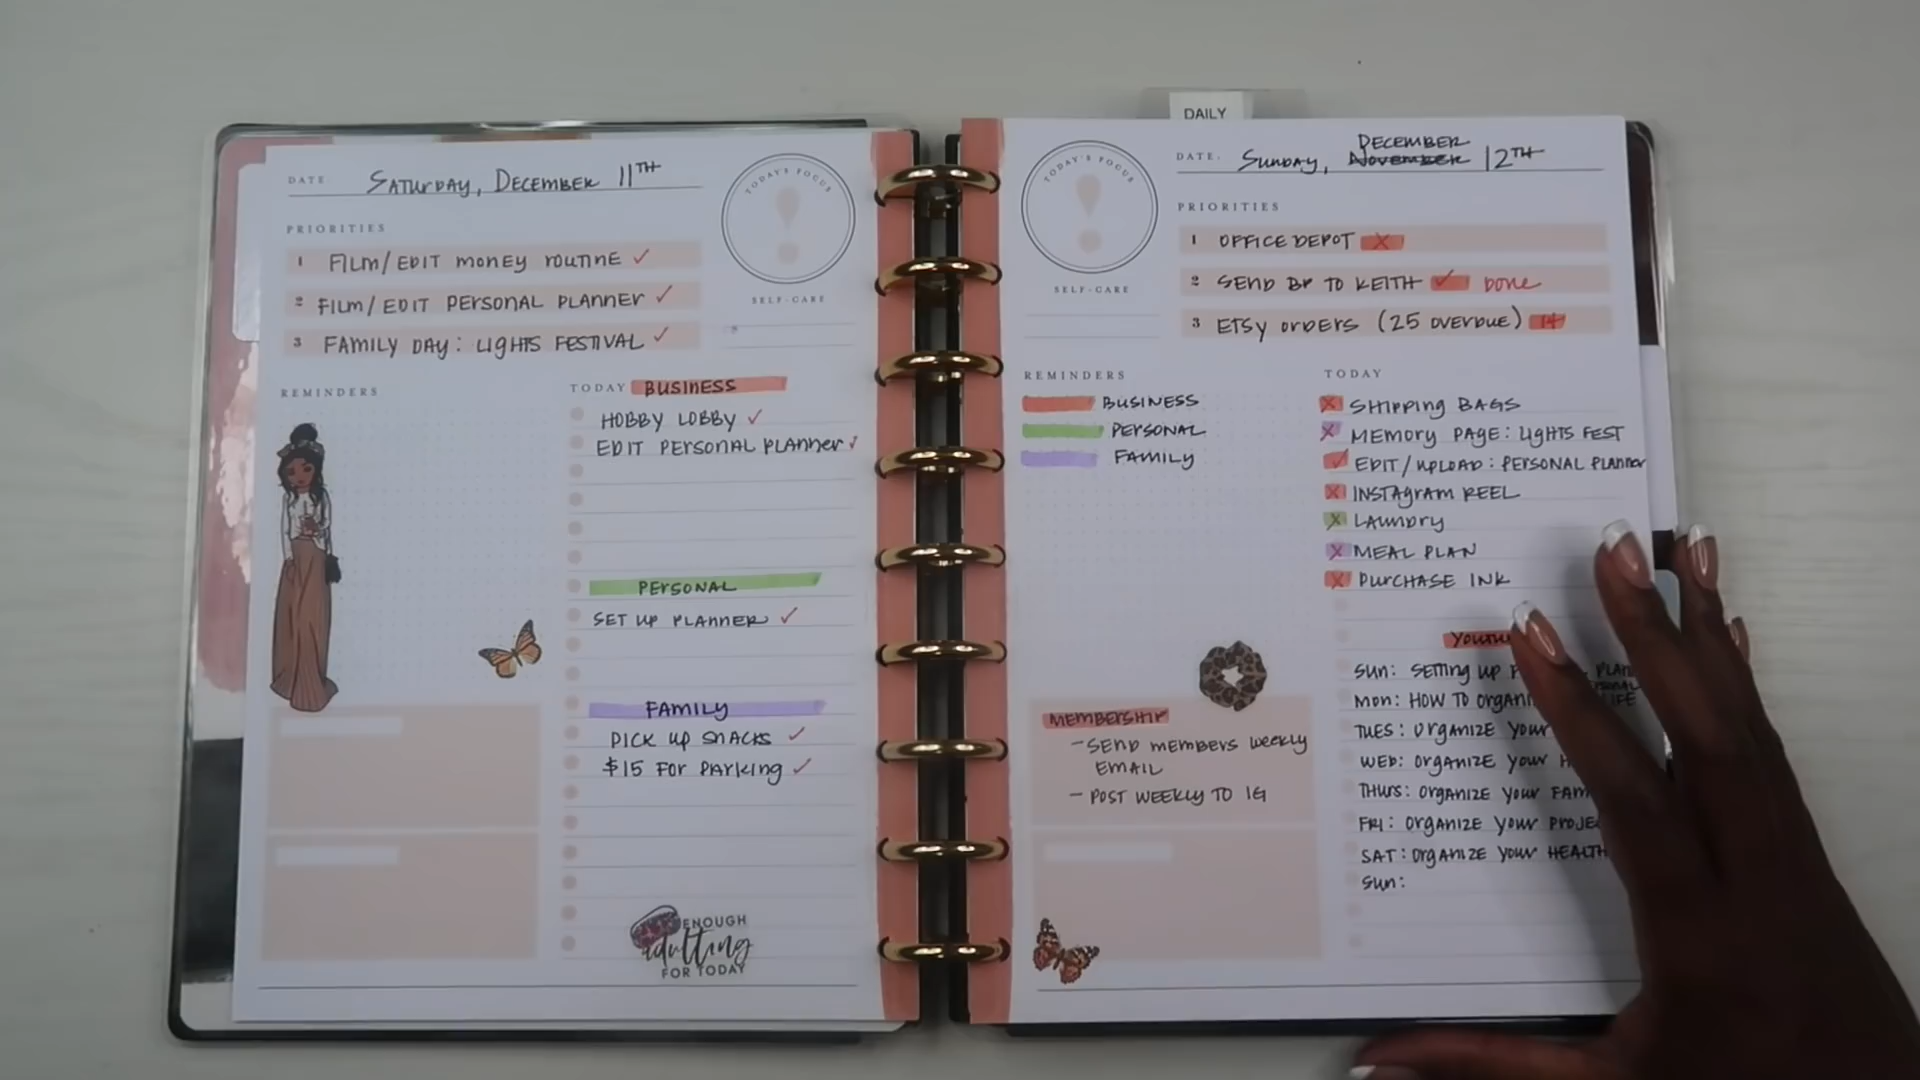 DATE SATURDAY, DECEMBER 11TH
TODAY'S FOCUS
PRIORITIES
1 FILM/EDIT MONEY ROUTINE ✓
2 FILM/EDIT PERSONAL PLANNER ✓
3 FAMILY DAY: LIGHTS FESTIVAL ✓
SELF-CARE
REMINDERS
TODAY BUSINESS
HOBBY LOBBY ✓
EDIT PERSONAL PLANNER ✓
PERSONAL
SET UP PLANNER ✓
FAMILY
PICK UP SNACKS ✓
$15 FOR PARKING ✓
ENOUGH
adulting
FOR TODAY
DAILY
TODAY'S FOCUS
DECEMBER
DATE. SUNDAY, NOVEMBER 12TH
PRIORITIES
1 OFFICE DEPOT X
2 SEND BP TO KEITH ✓ DONE
3 ETSY ORDERS (25 OVERDUE)
SELF-CARE
REMINDERS
BUSINESS
PERSONAL
FAMILY
MEMBERSHIP
- SEND MEMBERS WEEKLY
EMAIL
- POST WEEKLY TO IG
TODAY
X SHIPPING BAGS
X MEMORY PAGE: LIGHTS FEST
✓ EDIT/UPLOAD: PERSONAL PLANNER
X INSTAGRAM REEL
X LAUNDRY
X MEAL PLAN
X PURCHASE INK
SUN: SETTING UP
MON: HOW TO LIFE
TUES: ORGANIZE YOUR
WED: ORGANIZE YOUR
THURS: ORGANIZE YOUR
FRI: ORGANIZE YOUR
SAT: ORGANIZE YOUR HEALTH
SUN: